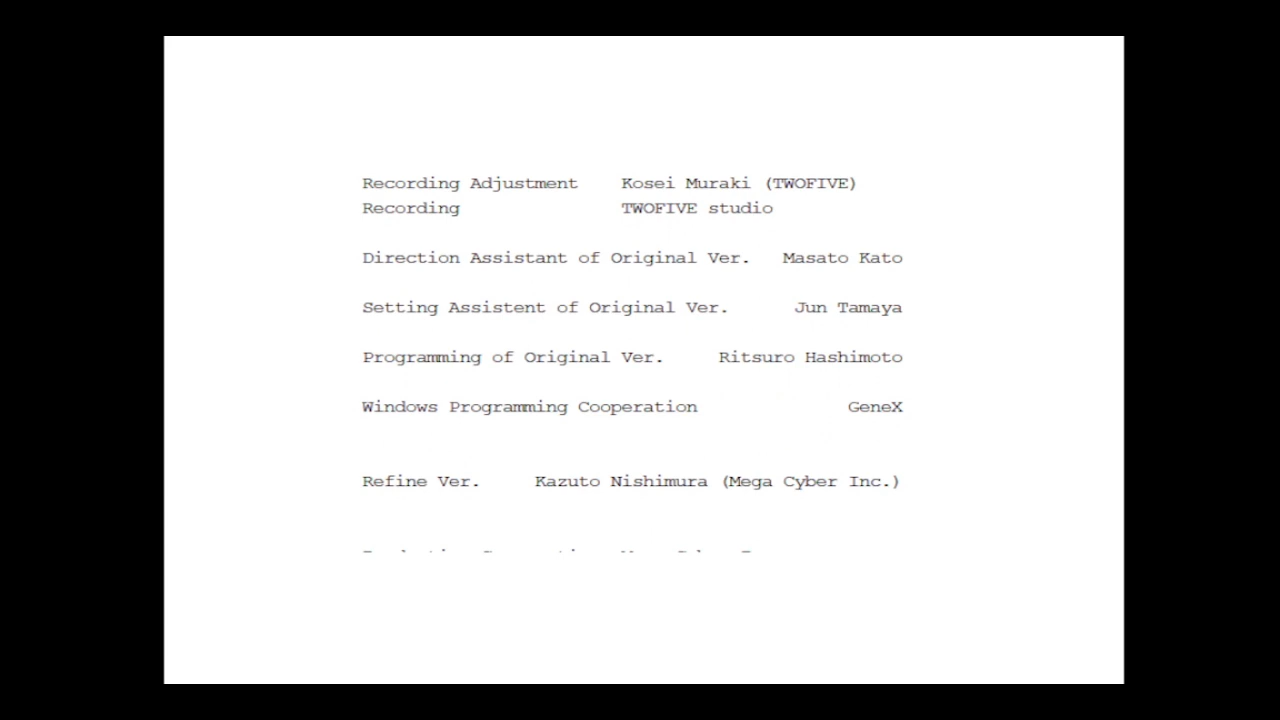 Recording Adjustment Kosei Muraki (TWOFIVE)
Recording TWOFIVE studio
Direction Assistant of Original Ver. Masato Kato
Setting Assistent of Original Ver. Jun Tamaya
Programming of Original Ver. Ritsuro Hashimoto
Windows Programming Cooperation GeneX
Refine Ver. Kazuto Nishimura (Mega Cyber Inc.)